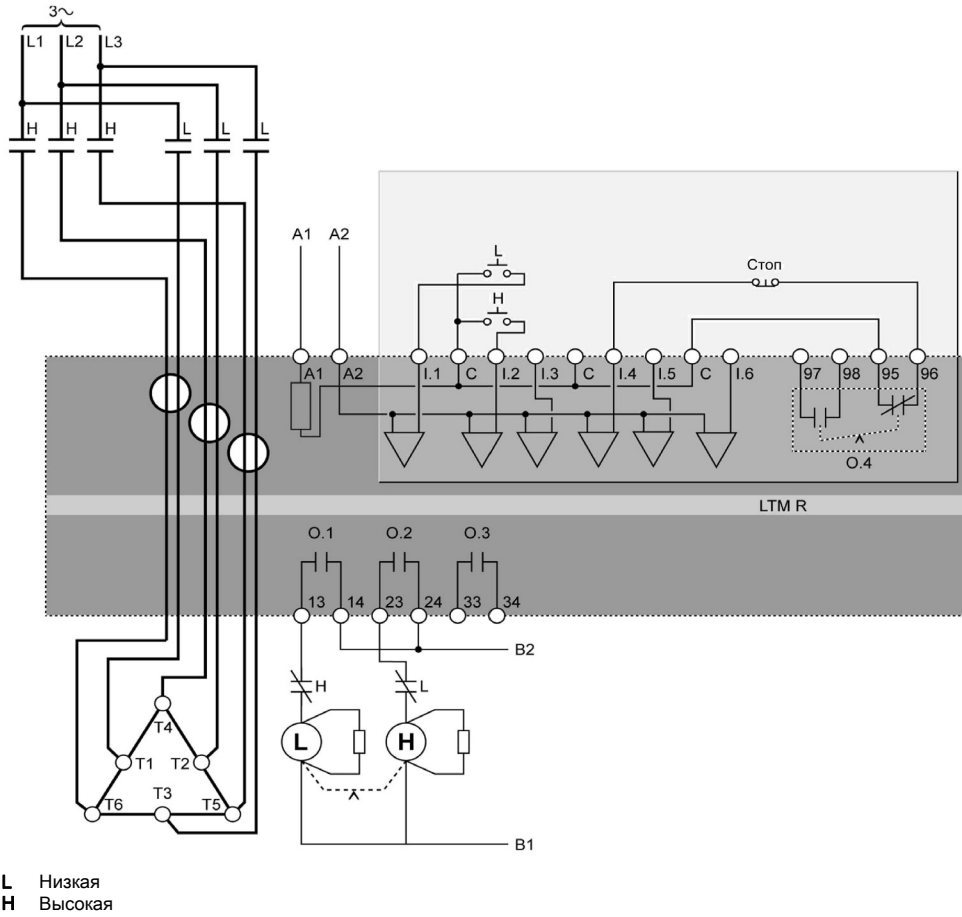 3~
L1 L2 L3
H H H L L L
A1 A2
L
H
Стоп
A1 A2 I.1 C I.2 I.3 C I.4 I.5 C I.6 97 98 95 96
O.4
LTM R
O.1 O.2 O.3
13 14 23 24 33 34
B2
H L
L H
T4
T1 T2
T6 T3 T5
B1
L Низкая
H Высокая